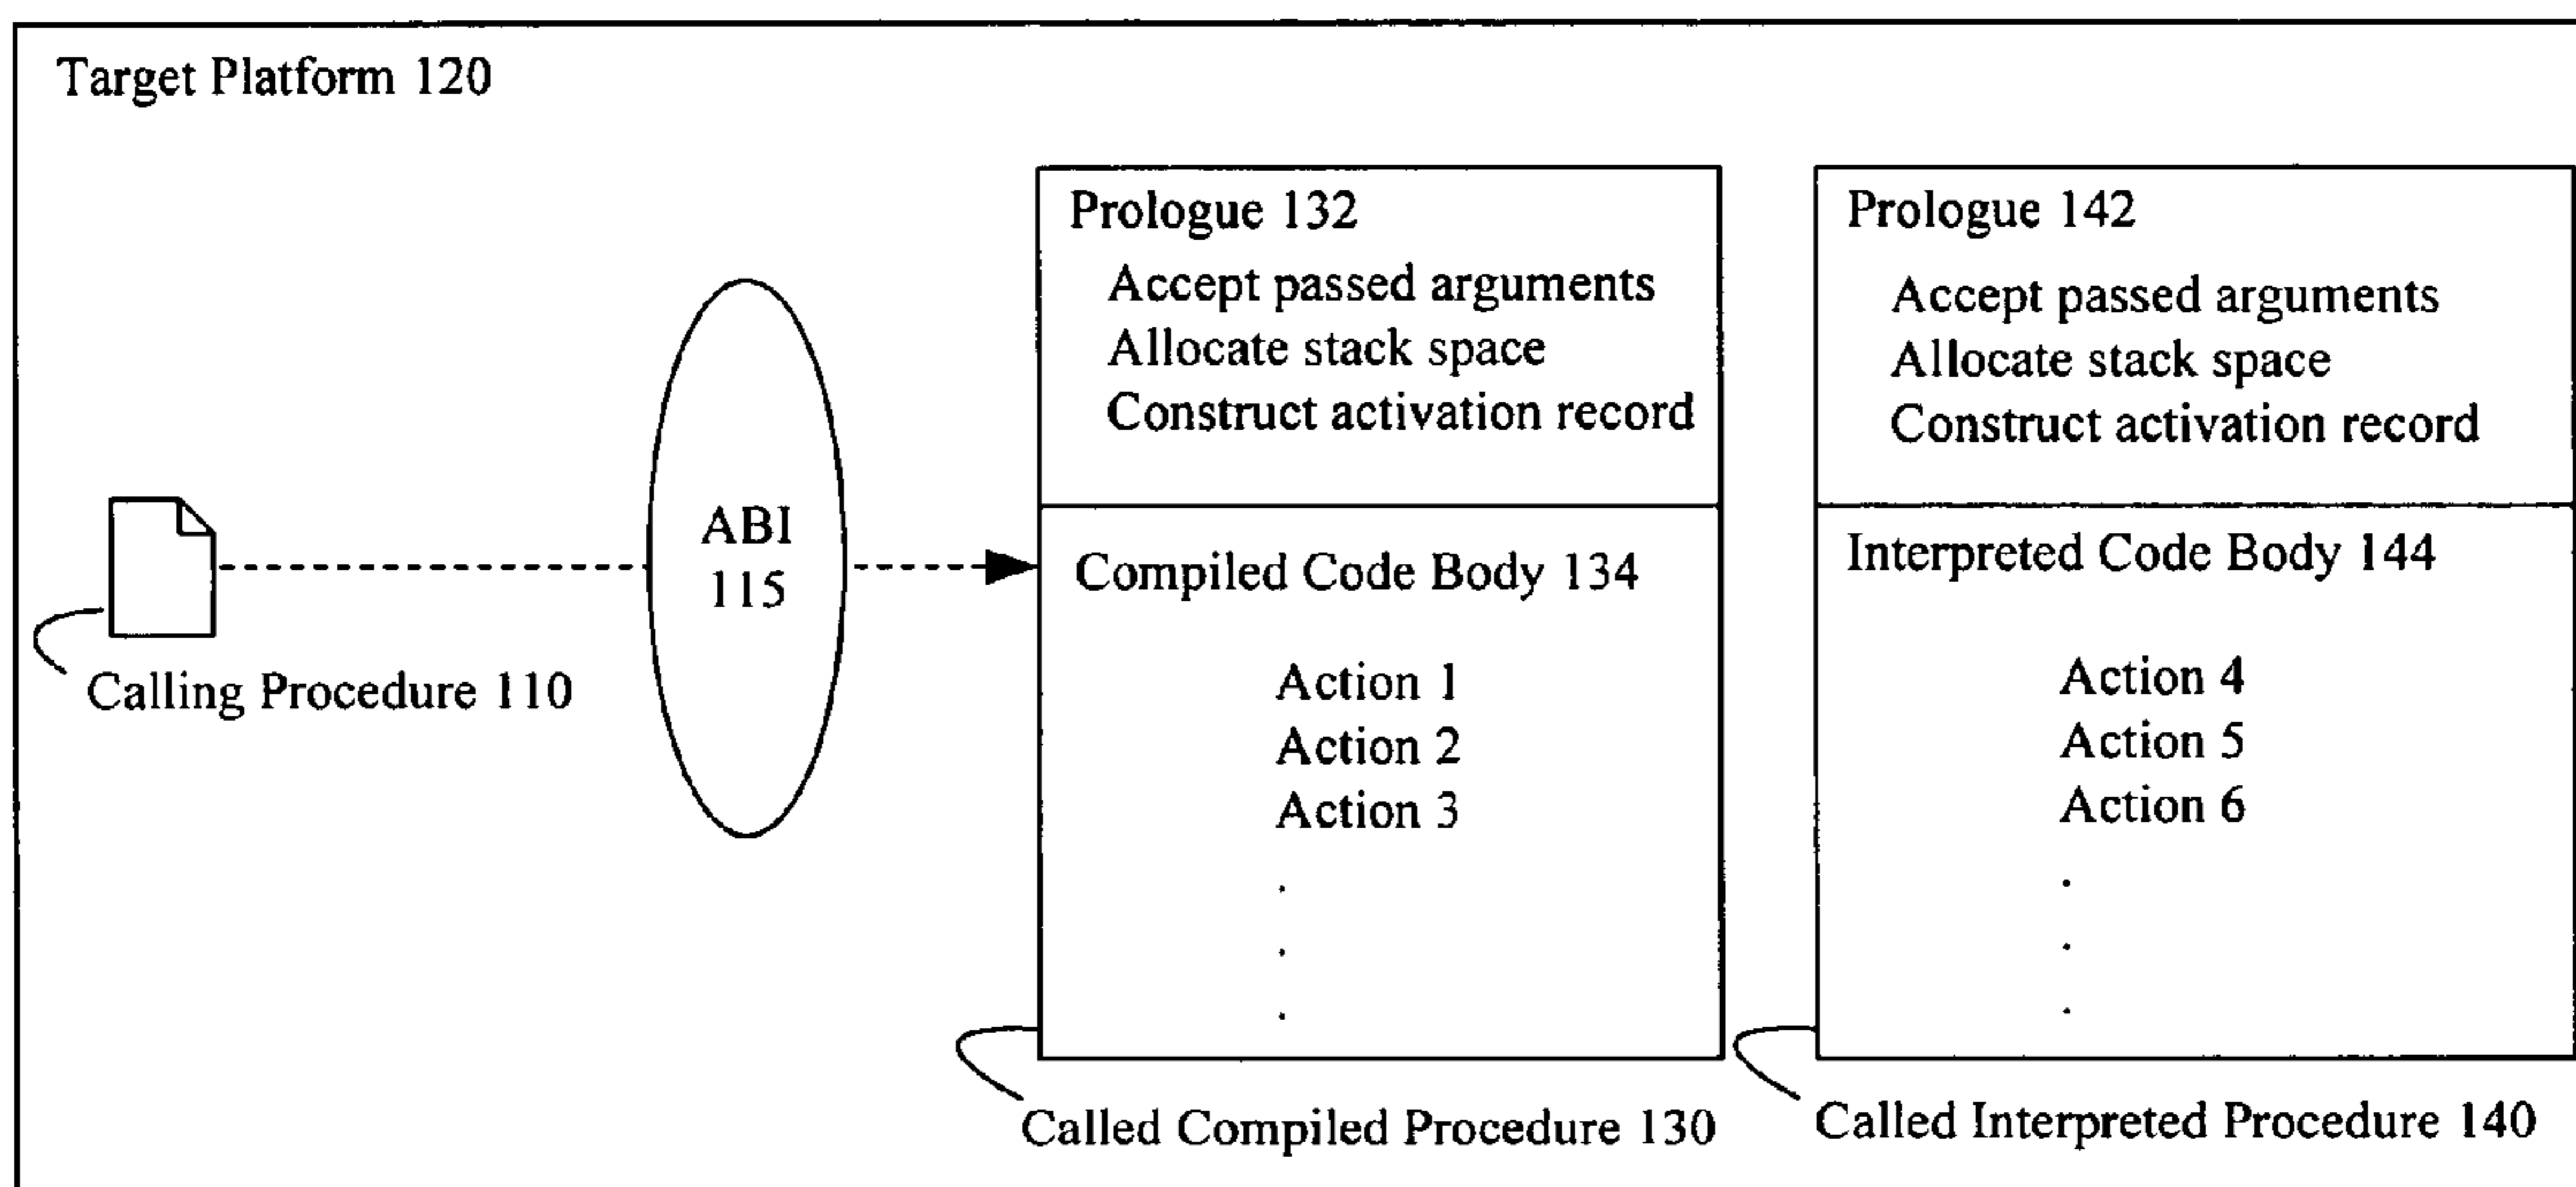 Target Platform 120
Calling Procedure 110
ABI
115
Prologue 132
Accept passed arguments
Allocate stack space
Construct activation record
Compiled Code Body 134
Action 1
Action 2
Action 3
.
.
.
Called Compiled Procedure 130
Prologue 142
Accept passed arguments
Allocate stack space
Construct activation record
Interpreted Code Body 144
Action 4
Action 5
Action 6
.
.
.
Called Interpreted Procedure 140